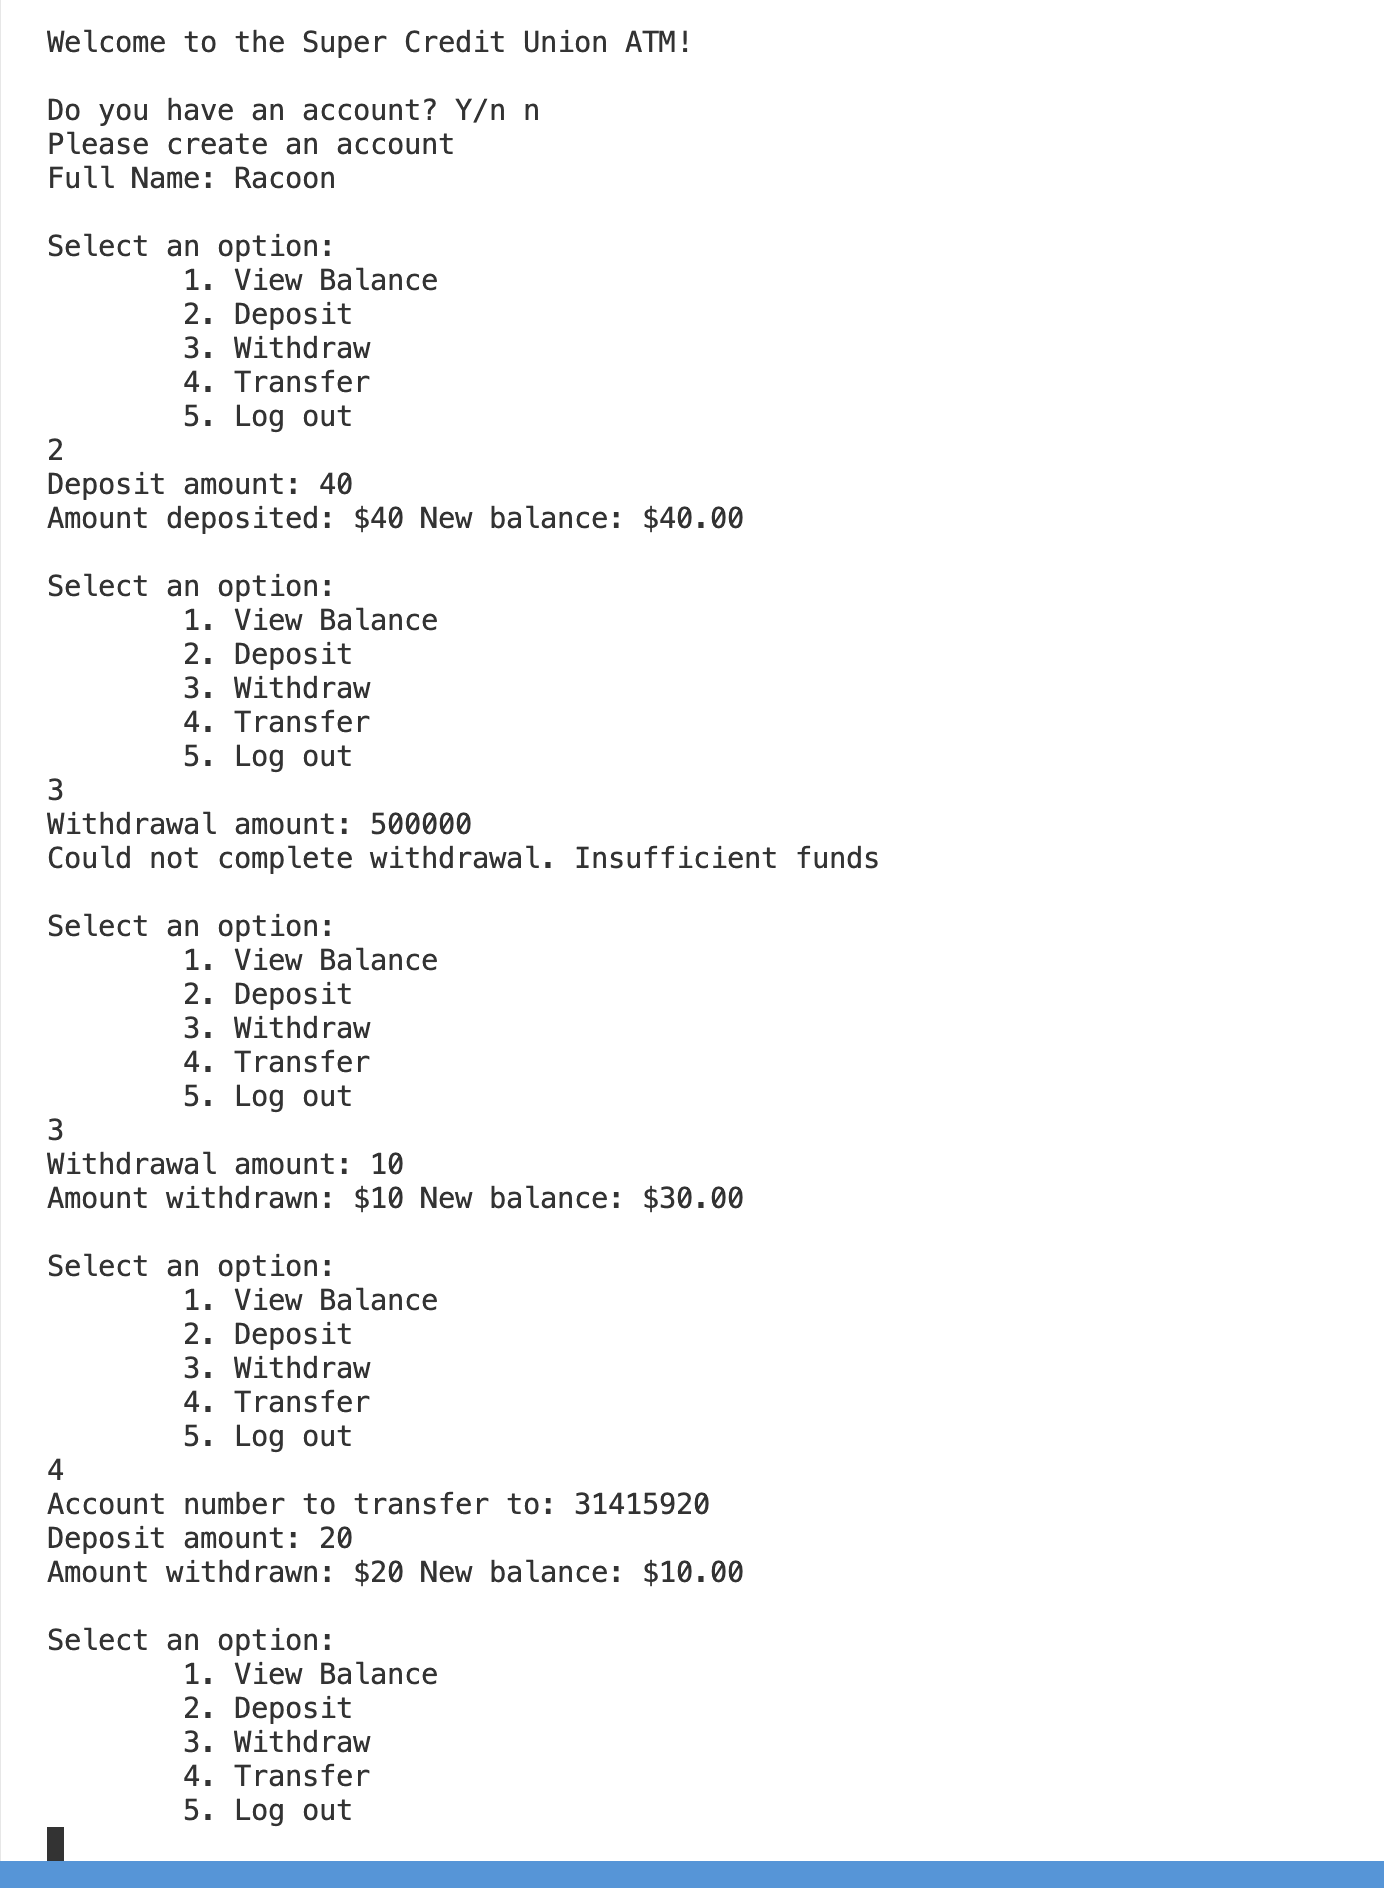 Welcome to the Super Credit Union ATM!
Do you have an account? Y/n n
Please create an account
Full Name: Racoon
Select an option:
1. View Balance
2. Deposit
3. Withdraw
4. Transfer
5. Log out
2
Deposit amount: 40
Amount deposited: $40 New balance: $40.00
Select an option:
1. View Balance
2. Deposit
3. Withdraw
4. Transfer
5. Log out
3
Withdrawal amount: 500000
Could not complete withdrawal. Insufficient funds
Select an option:
1. View Balance
2. Deposit
3. Withdraw
4. Transfer
5. Log out
3
Withdrawal amount: 10
Amount withdrawn: $10 New balance: $30.00
Select an option:
1. View Balance
2. Deposit
3. Withdraw
4. Transfer
5. Log out
4
Account number to transfer to: 31415920
Deposit amount: 20
Amount withdrawn: $20 New balance: $10.00
Select an option:
1. View Balance
2. Deposit
3. Withdraw
4. Transfer
5. Log out